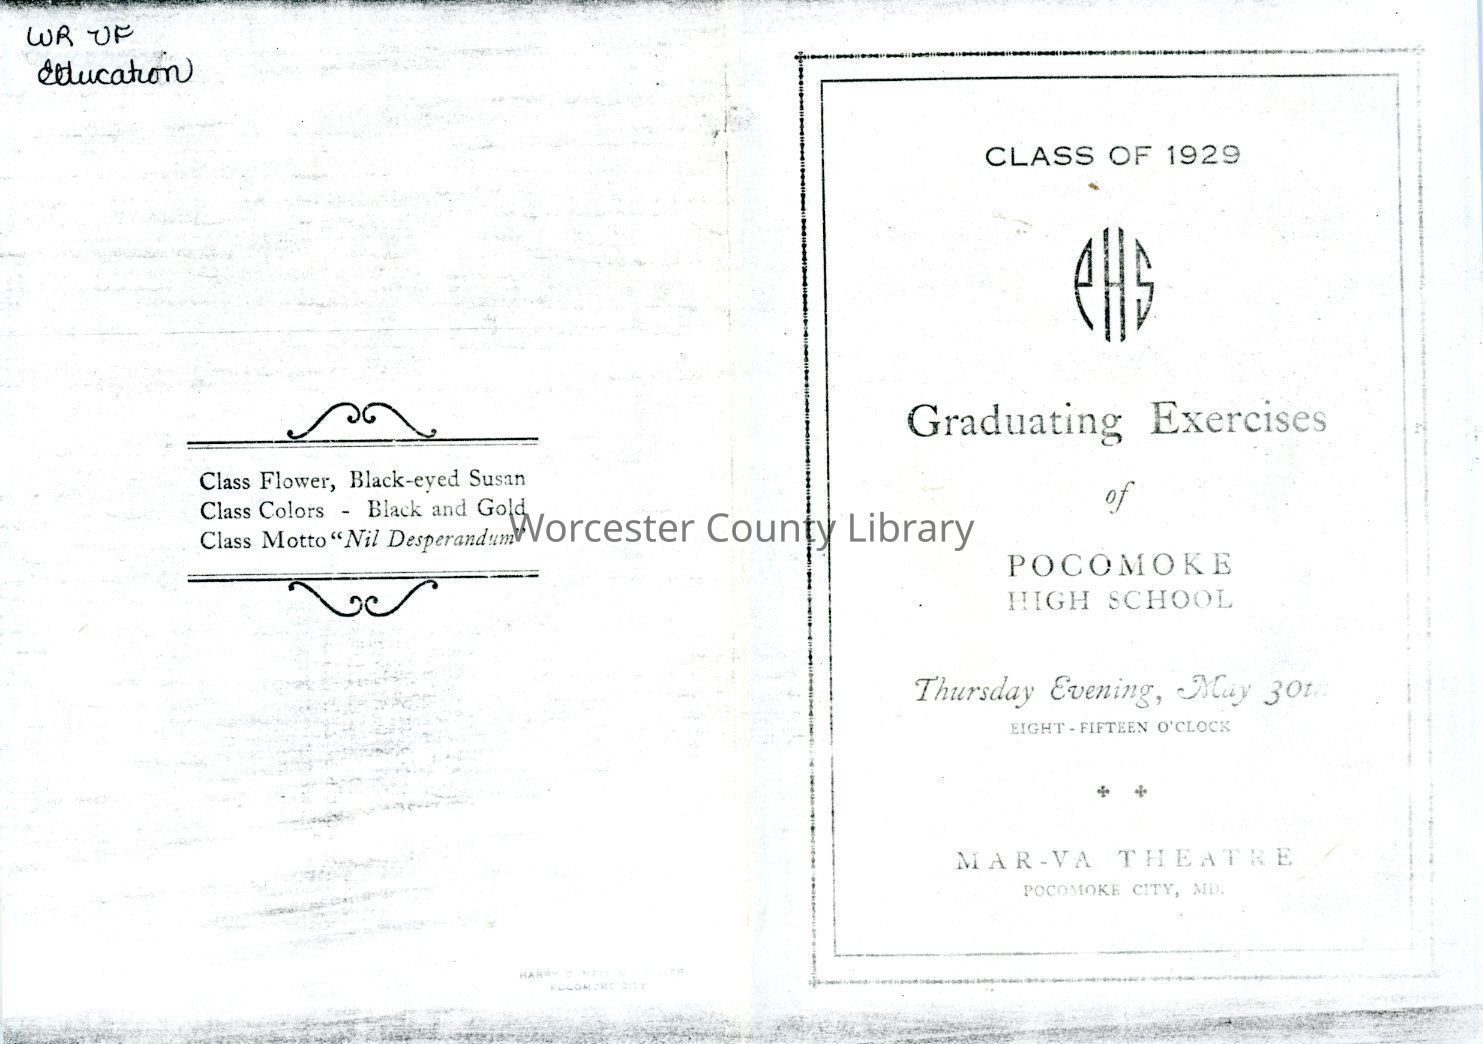 WR VF
Education
Class Flower, Black-eyed Susan
Class Colors - Black and Gold
Class Motto "Nil Desperandum"
HARRY
POCOMOKE CITY
CLASS OF 1929
PHS
Graduating Exercises
of
POCOMOKE
HIGH SCHOOL
Thursday Evening, May 30th
EIGHT-FIFTEEN O'CLOCK
MAR-VA THEATRE
POCOMOKE CITY, MD.
Worcester County Library